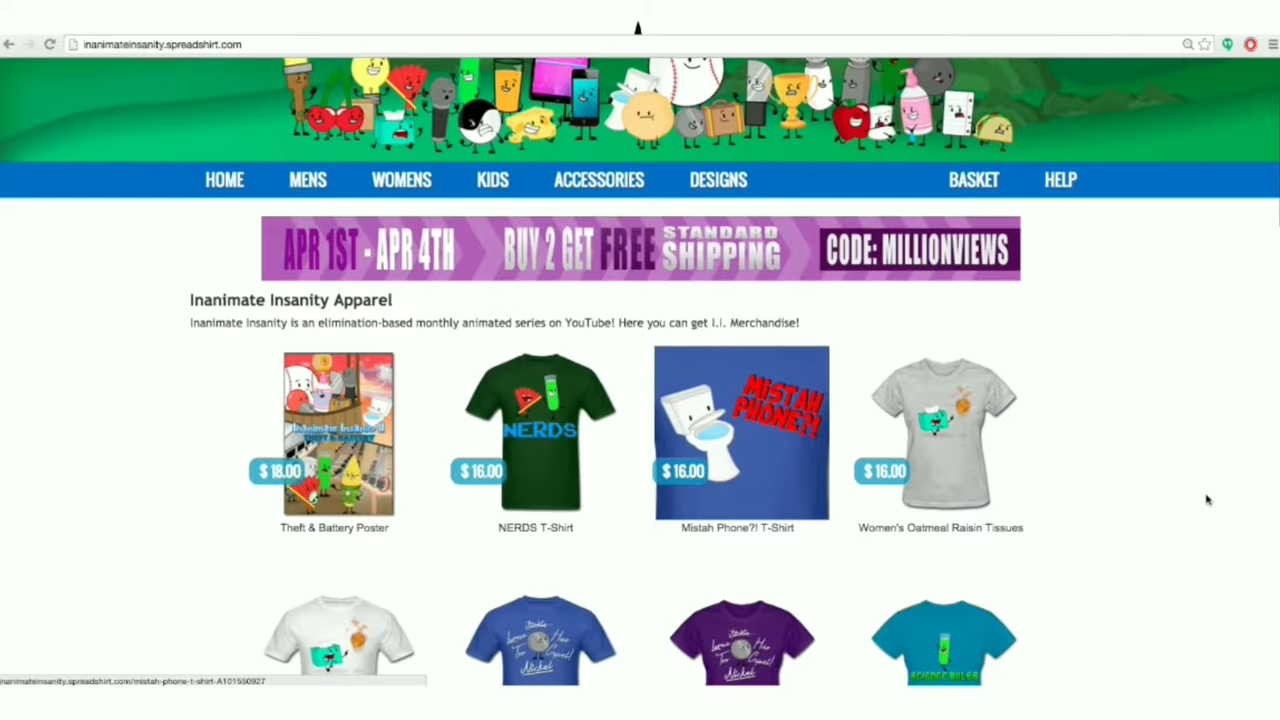 inanimateinsanity.spreadshirt.com
HOME MENS WOMENS KIDS ACCESSORIES DESIGNS BASKET HELP
APR 1ST - APR 4TH BUY 2 GET FREE STANDARD SHIPPING CODE: MILLIONVIEWS
Inanimate Insanity Apparel
Inanimate Insanity is an elimination-based monthly animated series on YouTube! Here you can get I.I. Merchandise!
Inanimate Insanity II
THEFT & BATTERY
NERDS
MISTAH
PHONE?!
$ 18.00 $ 16.00 $ 16.00 $ 16.00
Theft & Battery Poster NERDS T-Shirt Mistah Phone?! T-Shirt Women's Oatmeal Raisin Tissues
Nickel
Nickel
SCIENCE RULES
inanimateinsanity.spreadshirt.com/mistah-phone-t-shirt-A101550927